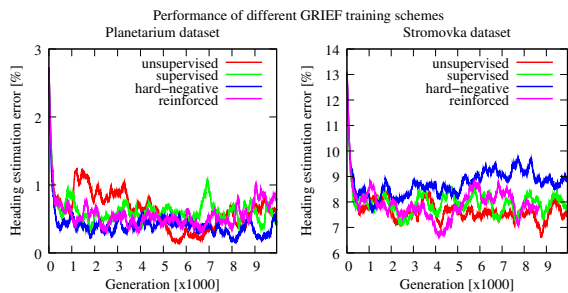 Performance of different GRIEF training schemes
Planetarium dataset
Heading estimation error [%]
3
2
1
0
unsupervised
supervised
hard-negative
reinforced
0 1 2 3 4 5 6 7 8 9
Generation [x1000]
Stromovka dataset
Heading estimation error [%]
14
13
12
11
10
9
8
7
6
unsupervised
supervised
hard-negative
reinforced
0 1 2 3 4 5 6 7 8 9
Generation [x1000]